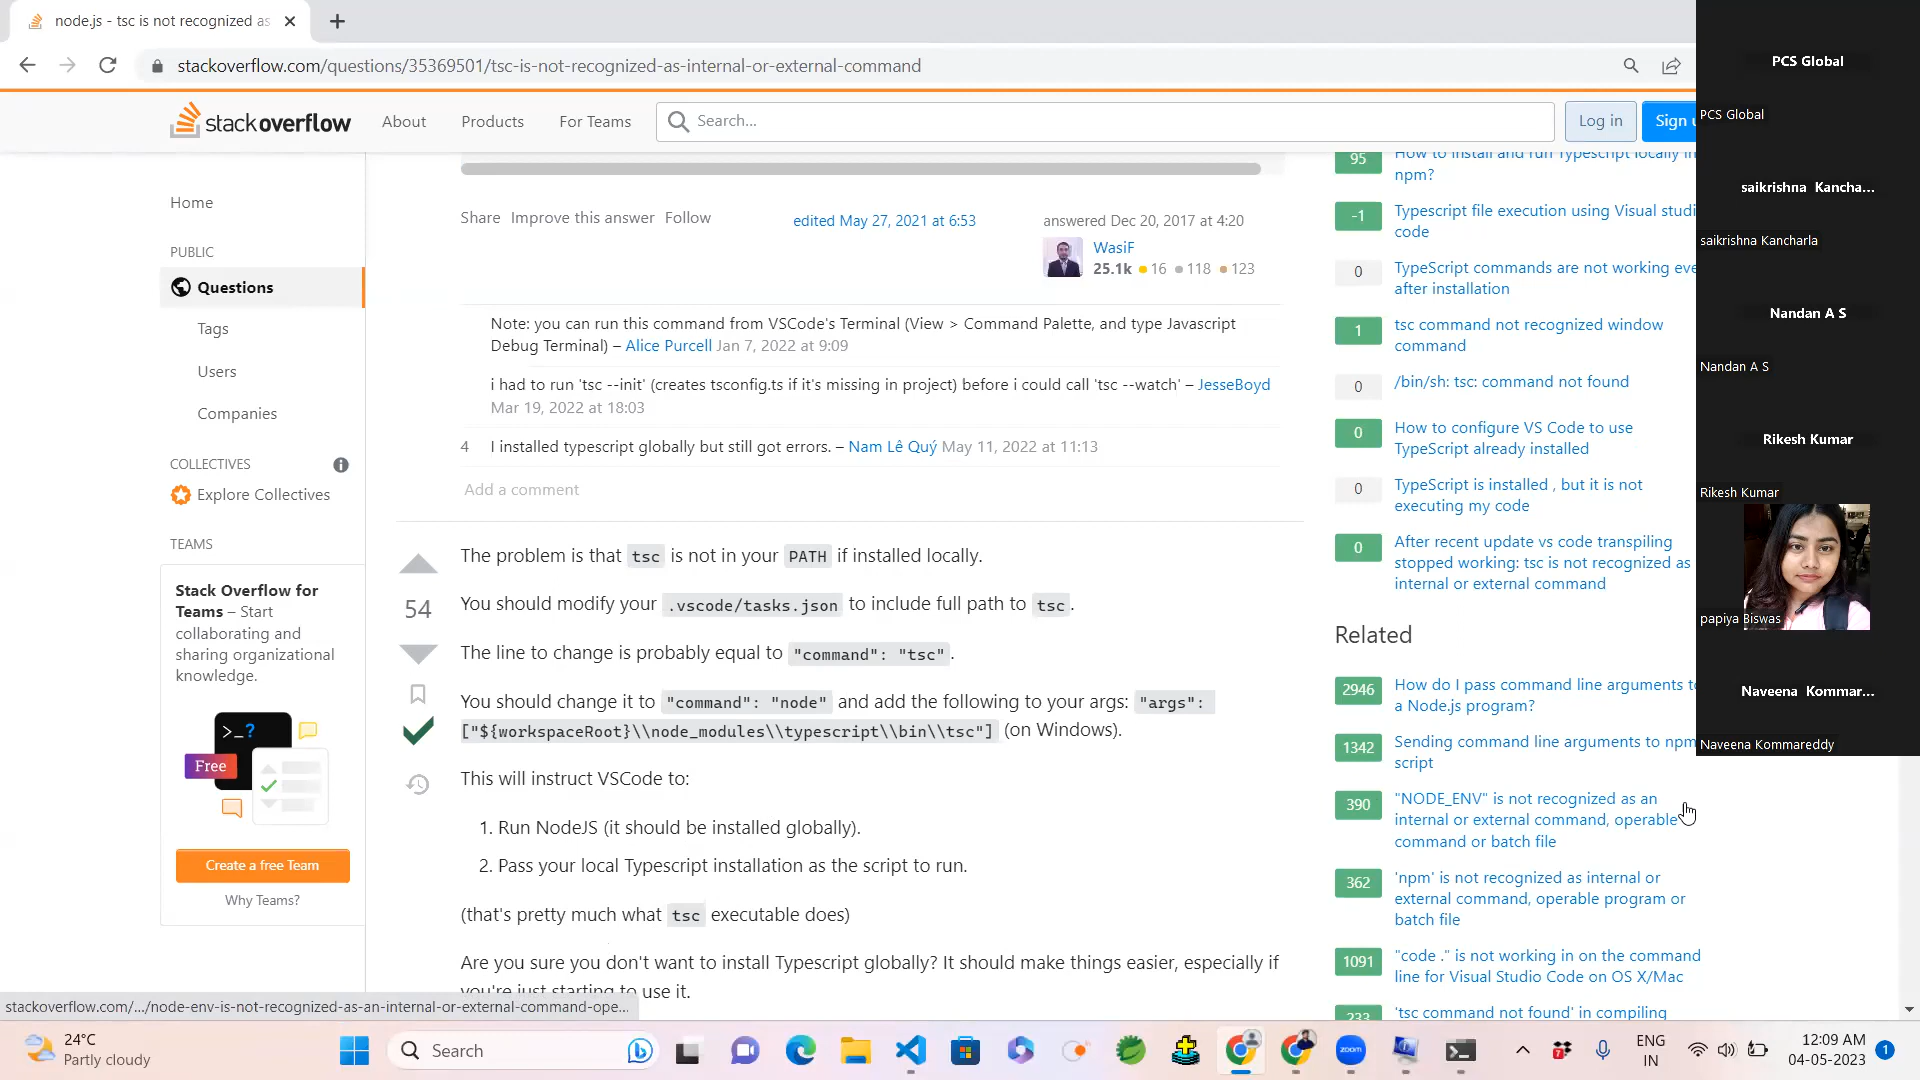 node.js - tsc is not recognized as
stackoverflow.com/questions/35369501/tsc-is-not-recognized-as-internal-or-external-command
stackoverflow
About
Products
For Teams
Search...
Log in
Sign u
Home
PUBLIC
Questions
Tags
Users
Companies
COLLECTIVES
Explore Collectives
TEAMS
Stack Overflow for
Teams – Start
collaborating and
sharing organizational
knowledge.
>_?
Free
Create a free Team
Why Teams?
Share Improve this answer Follow
edited May 27, 2021 at 6:53
answered Dec 20, 2017 at 4:20
WasiF
25.1k 16 118 123
Note: you can run this command from VSCode's Terminal (View > Command Palette, and type Javascript
Debug Terminal) – Alice Purcell Jan 7, 2022 at 9:09
i had to run 'tsc --init' (creates tsconfig.ts if it's missing in project) before i could call 'tsc --watch' – JesseBoyd
Mar 19, 2022 at 18:03
4 I installed typescript globally but still got errors. – Nam Lê Quý May 11, 2022 at 11:13
Add a comment
54
The problem is that tsc is not in your PATH if installed locally.
You should modify your .vscode/tasks.json to include full path to tsc.
The line to change is probably equal to "command": "tsc".
You should change it to "command": "node" and add the following to your args: "args":
["${workspaceRoot}\\node_modules\\typescript\\bin\\tsc"] (on Windows).
This will instruct VSCode to:
1. Run NodeJS (it should be installed globally).
2. Pass your local Typescript installation as the script to run.
(that's pretty much what tsc executable does)
Are you sure you don't want to install Typescript globally? It should make things easier, especially if
you're just starting to use it.
95 How to install and run Typescript locally in
npm?
-1 Typescript file execution using Visual studi
code
0 TypeScript commands are not working eve
after installation
1 tsc command not recognized window
command
0 /bin/sh: tsc: command not found
0 How to configure VS Code to use
TypeScript already installed
0 TypeScript is installed , but it is not
executing my code
0 After recent update vs code transpiling
stopped working: tsc is not recognized as
internal or external command
Related
2946 How do I pass command line arguments to
a Node.js program?
1342 Sending command line arguments to npm
script
390 "NODE_ENV" is not recognized as an
internal or external command, operable
command or batch file
362 'npm' is not recognized as internal or
external command, operable program or
batch file
1091 "code ." is not working in on the command
line for Visual Studio Code on OS X/Mac
233 'tsc command not found' in compiling
PCS Global
PCS Global
saikrishna Kancha...
saikrishna Kancharla
Nandan A S
Nandan A S
Rikesh Kumar
Rikesh Kumar
papiya Biswas
Naveena Kommar...
Naveena Kommareddy
stackoverflow.com/.../node-env-is-not-recognized-as-an-internal-or-external-command-ope...
24°C
Partly cloudy
Search
zoom
7
ENG
IN
12:09 AM
04-05-2023
1